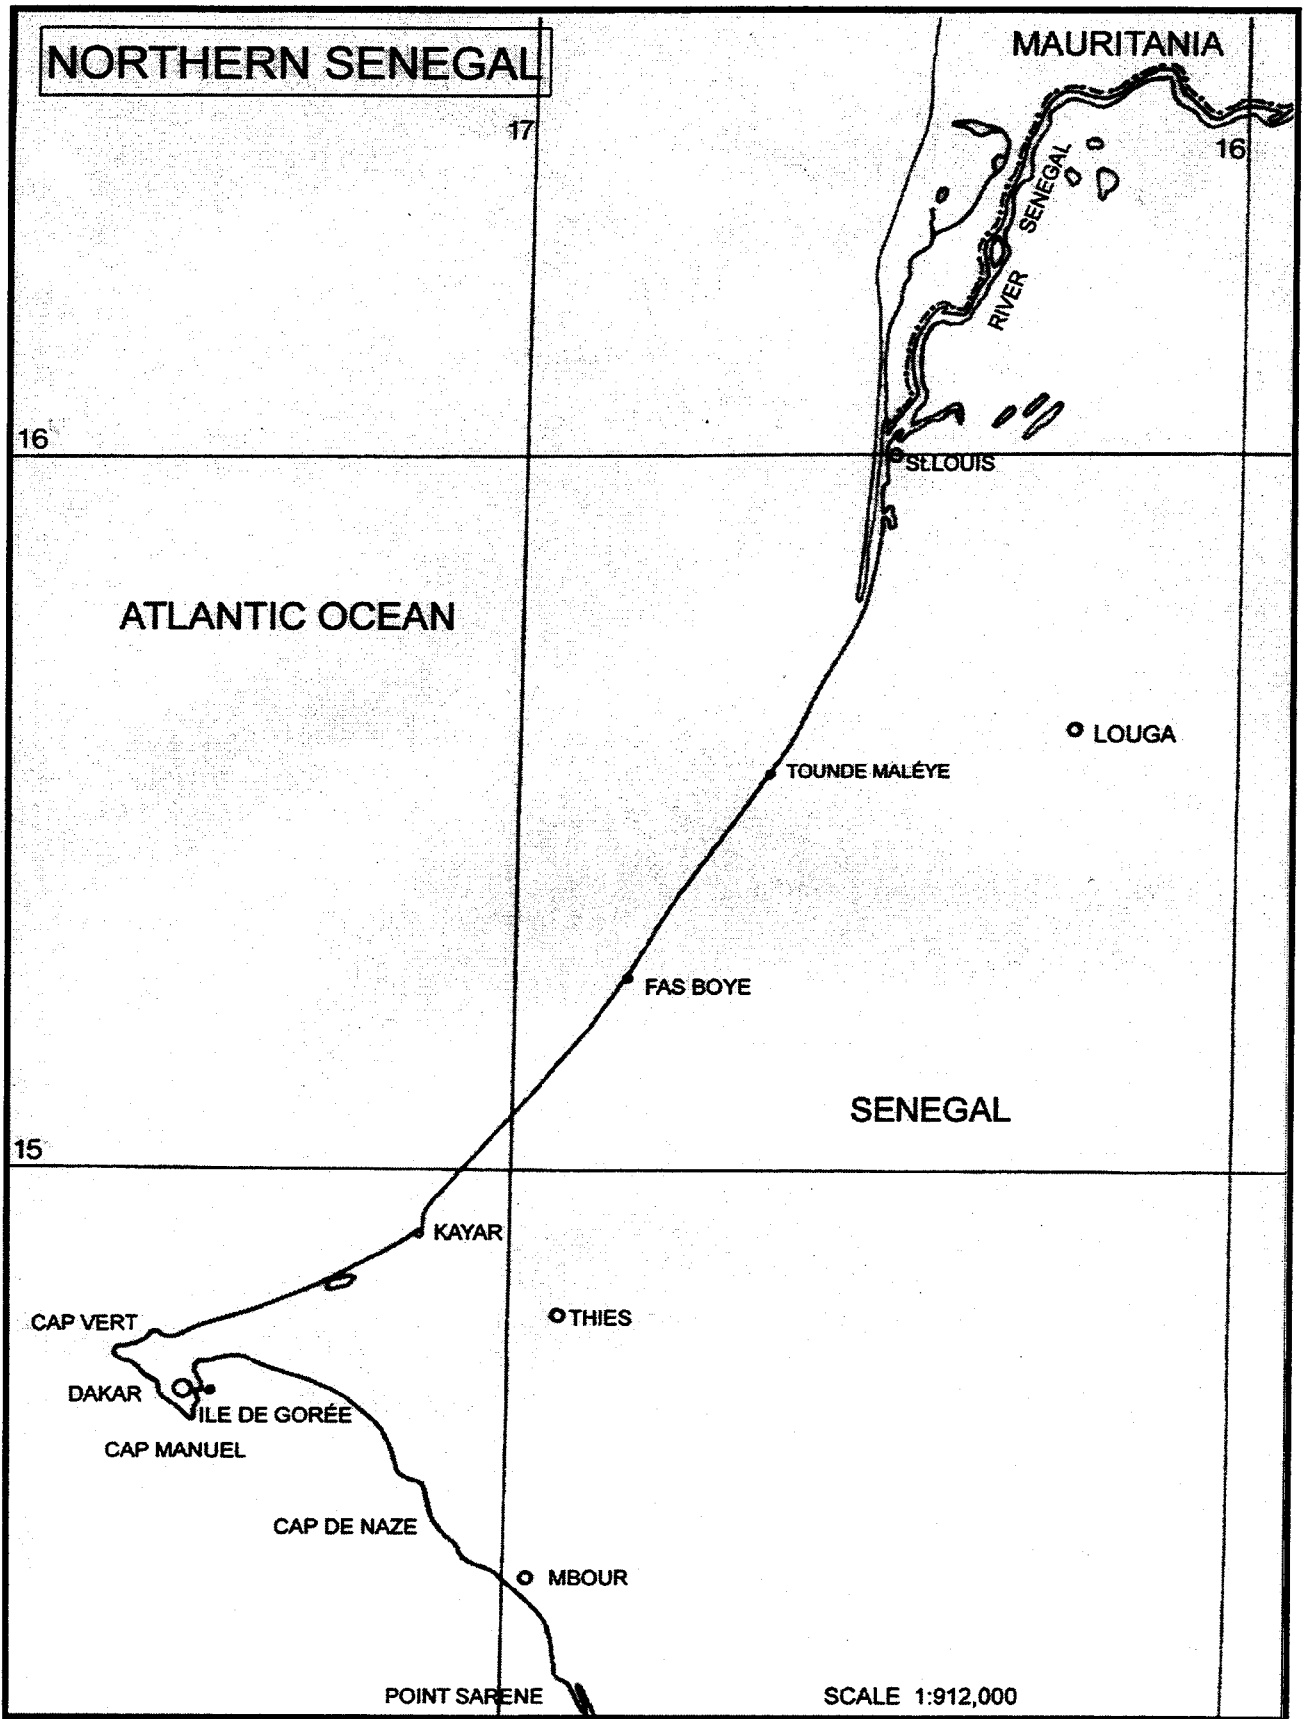 NORTHERN SENEGAL
MAURITANIA
17
16
RIVER SENEGAL
16
St.LOUIS
ATLANTIC OCEAN
LOUGA
TOUNDE MALÉYE
FAS BOYE
SENEGAL
15
KAYAR
THIES
CAP VERT
DAKAR
ILE DE GORÉE
CAP MANUEL
CAP DE NAZE
MBOUR
POINT SARENE
SCALE 1:912,000